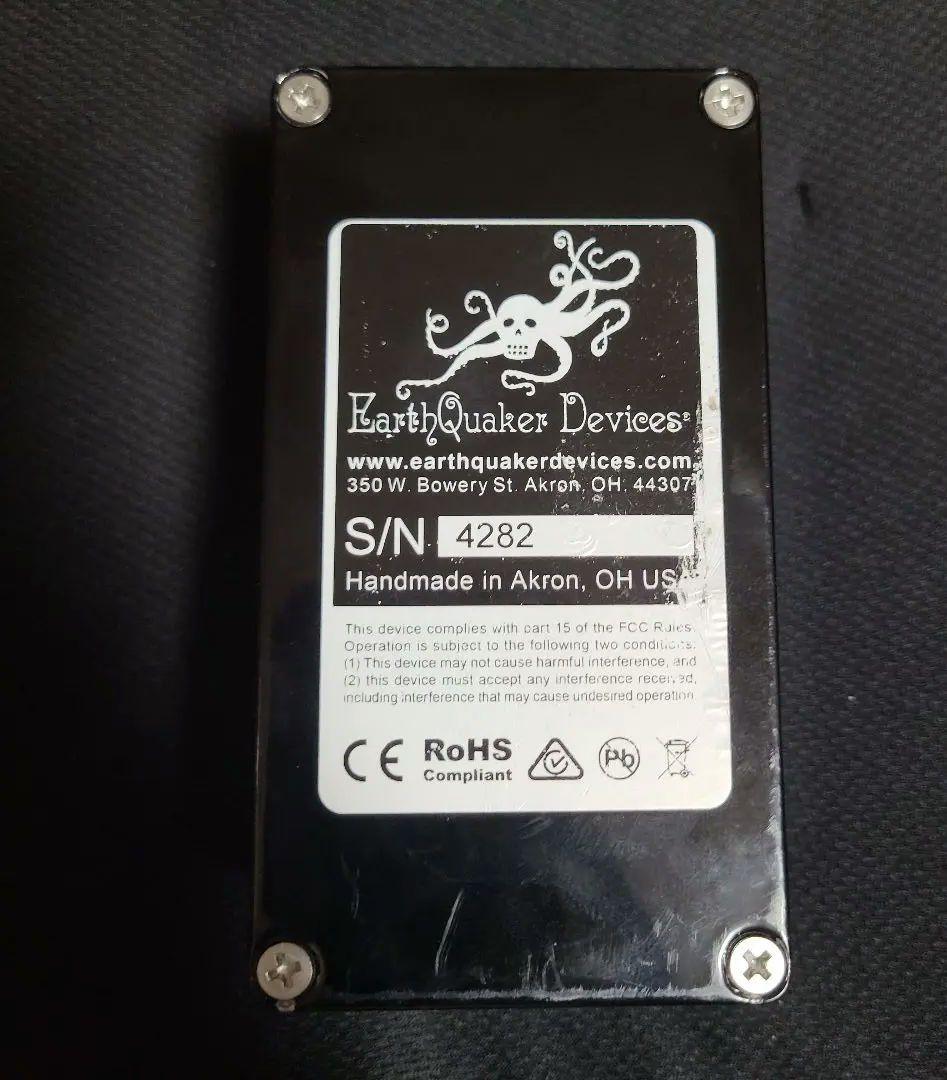 EarthQuaker Devices®
www.earthquakerdevices.com
350 W. Bowery St. Akron, OH. 44307
S/N 4282
Handmade in Akron, OH
This device complies with part 15 of the FCC Rules.
Operation is subject to the following two conditions:
(1) This device may not cause harmful interference, and
(2) this device must accept any interference received,
including interference that may cause undesired operation.
CE RoHS
Compliant
Pb